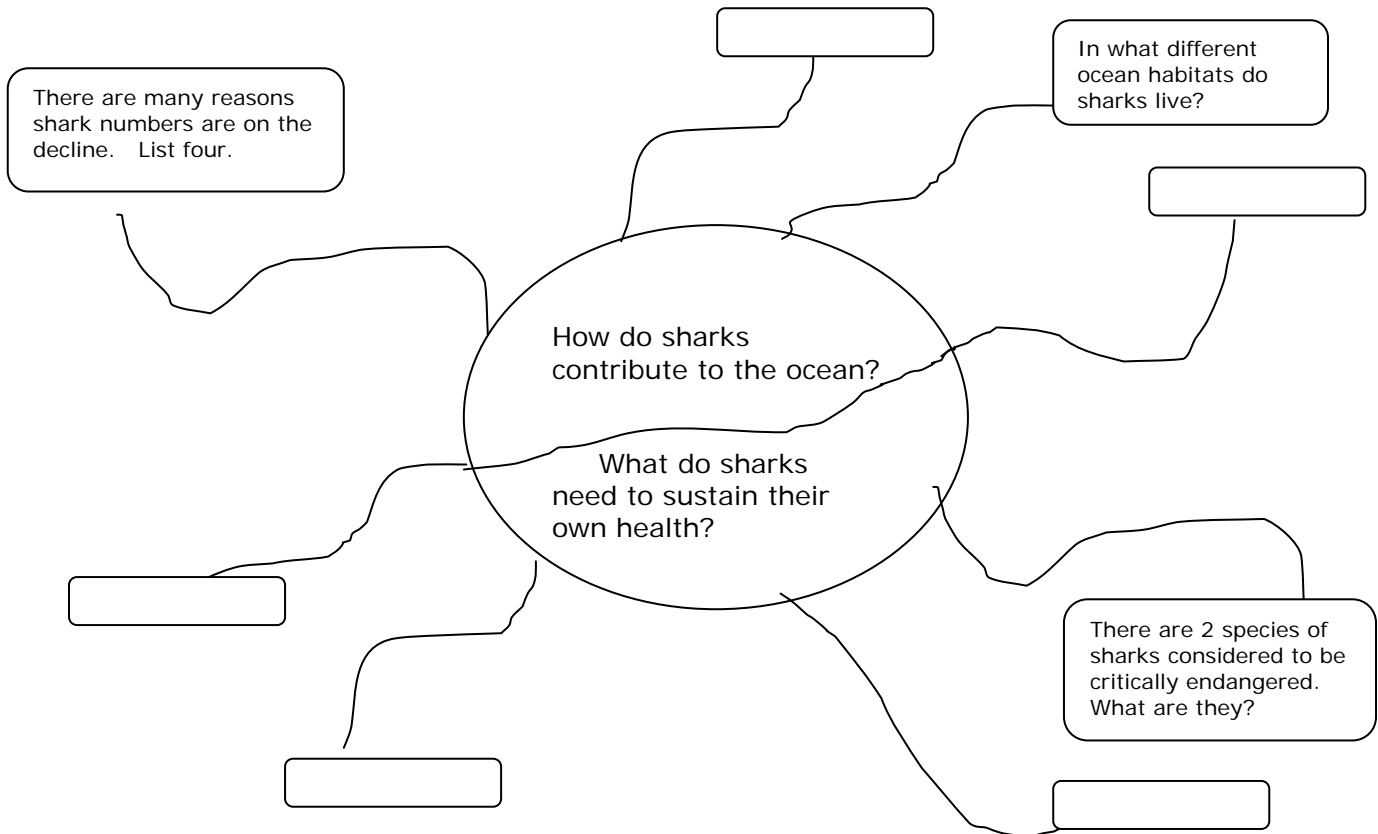 There are many reasons
shark numbers are on the
decline.   List four.
In what different
ocean habitats do
sharks live?
How do sharks
contribute to the ocean?
What do sharks
need to sustain their
own health?
There are 2 species of
sharks considered to be
critically endangered.
What are they?